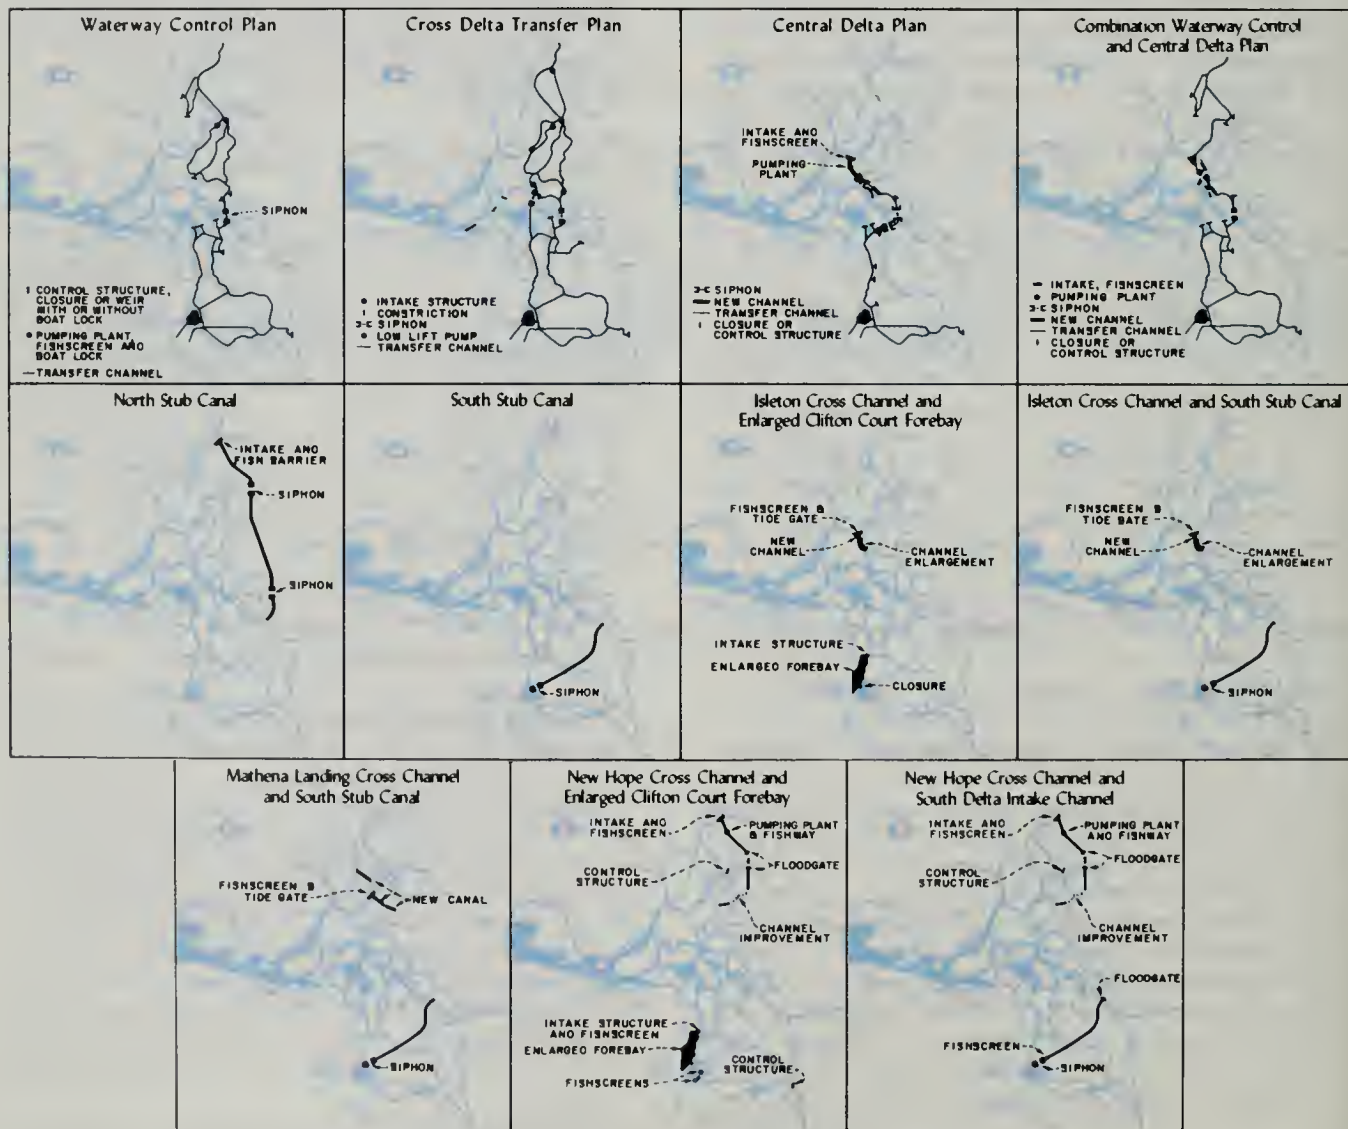 Waterway Control Plan
SIPHON
CONTROL STRUCTURE,
CLOSURE OR WEIR
WITH OR WITHOUT
BOAT LOCK
PUMPING PLANT,
FISHSCREEN AND
BOAT LOCK
TRANSFER CHANNEL
Cross Delta Transfer Plan
INTAKE STRUCTURE
CONSTRICTION
SIPHON
LOW LIFT PUMP
TRANSFER CHANNEL
Central Delta Plan
INTAKE AND
FISHSCREEN
PUMPING
PLANT
SIPHON
NEW CHANNEL
TRANSFER CHANNEL
CLOSURE OR
CONTROL STRUCTURE
Combination Waterway Control
and Central Delta Plan
INTAKE, FISHSCREEN
PUMPING PLANT
SIPHON
NEW CHANNEL
TRANSFER CHANNEL
CLOSURE OR
CONTROL STRUCTURE
North Stub Canal
INTAKE AND
FISH BARRIER
SIPHON
SIPHON
South Stub Canal
SIPHON
Isleton Cross Channel and
Enlarged Clifton Court Forebay
FISHSCREEN &
TIDE GATE
NEW
CHANNEL
CHANNEL
ENLARGEMENT
INTAKE STRUCTURE
ENLARGED FOREBAY
CLOSURE
Isleton Cross Channel and South Stub Canal
FISHSCREEN &
TIDE GATE
NEW
CHANNEL
CHANNEL
ENLARGEMENT
SIPHON
Mathena Landing Cross Channel
and South Stub Canal
FISHSCREEN &
TIDE GATE
NEW CANAL
SIPHON
New Hope Cross Channel and
Enlarged Clifton Court Forebay
INTAKE AND
FISHSCREEN
PUMPING PLANT
& FISHWAY
FLOODGATE
CONTROL
STRUCTURE
CHANNEL
IMPROVEMENT
INTAKE STRUCTURE
AND FISHSCREEN
ENLARGED FOREBAY
FISHSCREENS
CONTROL
STRUCTURE
New Hope Cross Channel and
South Delta Intake Channel
INTAKE AND
FISHSCREEN
PUMPING PLANT
AND FISHWAY
FLOODGATE
CONTROL
STRUCTURE
CHANNEL
IMPROVEMENT
FLOODGATE
FISHSCREEN
SIPHON